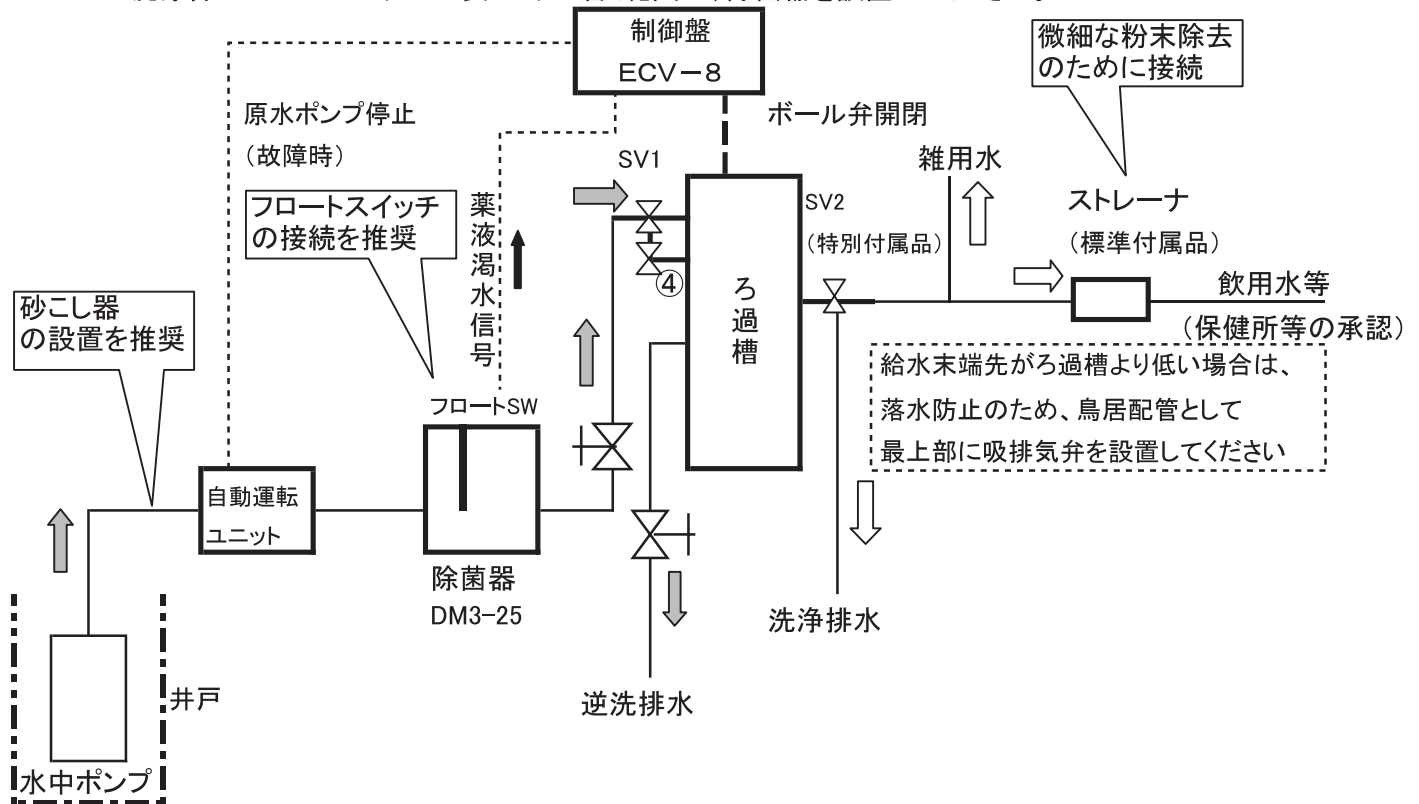 制御盤
ECV-8
微細な粉末除去
のために接続
原水ポンプ停止
(故障時)
ボール弁開閉
SV1
雑用水
フロートスイッチ
の接続を推奨
薬液渇水信号
SV2
(特別付属品)
ストレーナ
(標準付属品)
④
ろ過槽
飲用水等
(保健所等の承認)
砂こし器
の設置を推奨
給水末端先がろ過槽より低い場合は、
落水防止のため、鳥居配管として
最上部に吸排気弁を設置してください
フロートSW
自動運転
ユニット
除菌器
DM3-25
洗浄排水
逆洗排水
井戸
水中ポンプ